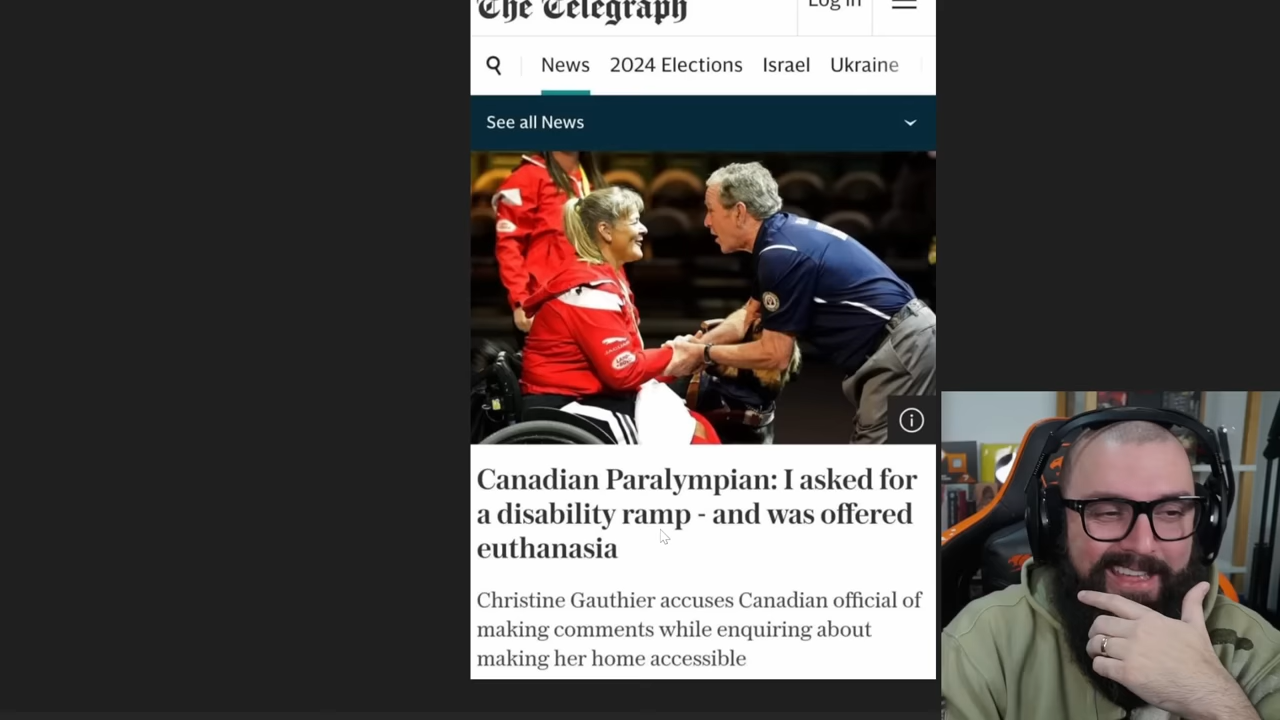 The Telegraph
Log in
News 2024 Elections Israel Ukraine
See all News
Canadian Paralympian: I asked for
a disability ramp - and was offered
euthanasia
Christine Gauthier accuses Canadian official of
making comments while enquiring about
making her home accessible